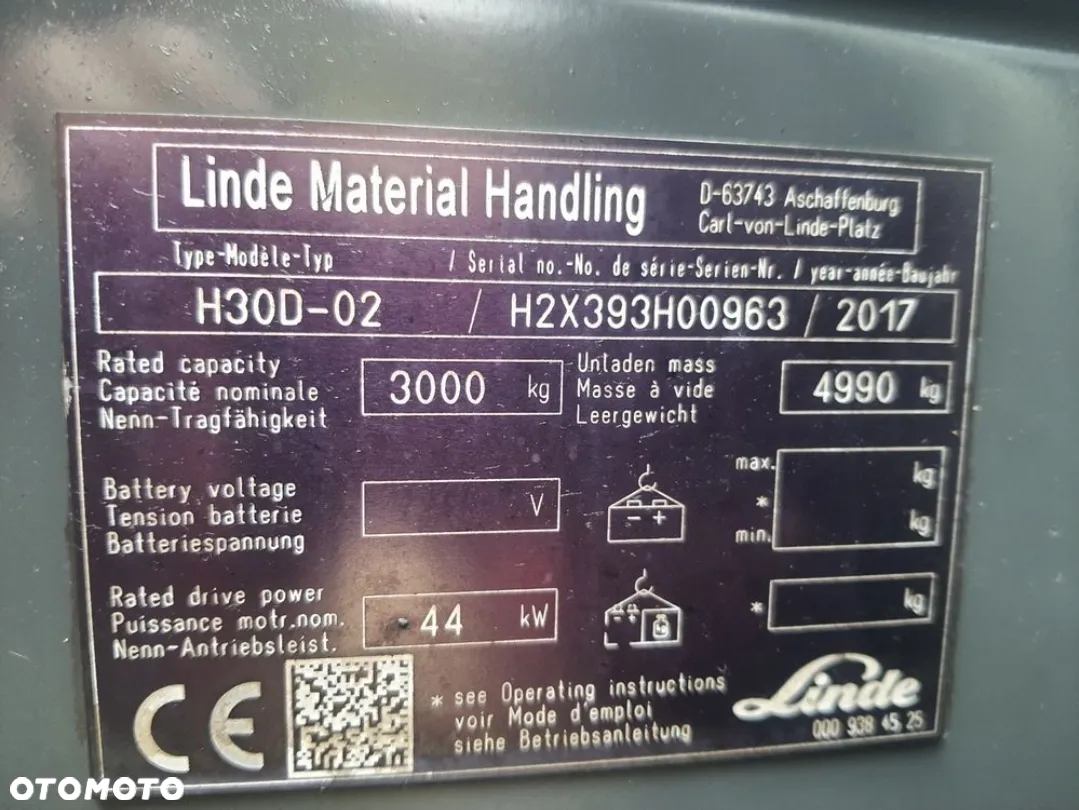 Linde Material Handling
D-63743 Aschaffenburg
Carl-von-Linde-Platz
Type-Modèle-Typ / Serial no.-No. de série-Serien-Nr. / year-année-Baujahr
H30D-02 / H2X393H00963 / 2017
Rated capacity
Capacité nominale
Nenn-Tragfähigkeit
3000 kg
Unladen mass
Masse à vide
Leergewicht
4990 kg
Battery voltage
Tension batterie
Batteriespannung
V
- +
max. kg
*
min. kg
Rated drive power
Puissance motr.nom.
Nenn-Antriebsleist.
44 kW
* kg
CE
* see Operating instructions
voir Mode d'emploi
siehe Betriebsanleitung
Linde
000 938 45 25
OTOMOTO